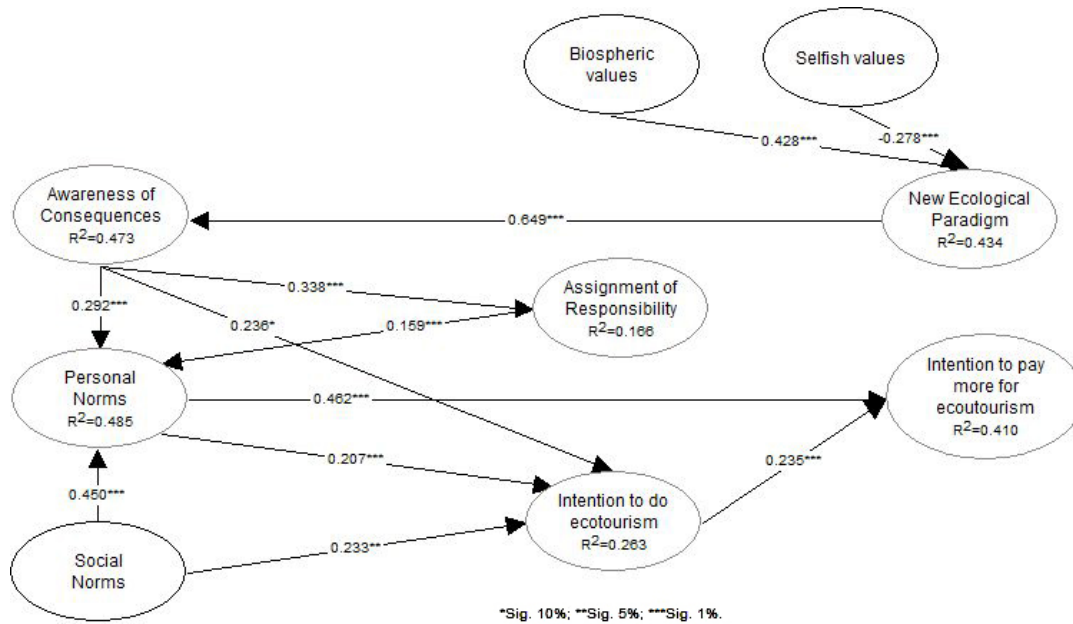 Biospheric
values
Selfish values
0.428***
-0.278***
Awareness of
Consequences
R²=0.473
0.649***
New Ecological
Paradigm
R²=0.434
0.292***
0.338***
0.236*
0.159***
Assignment of
Responsibility
R²=0.166
Personal
Norms
R²=0.485
0.462***
Intention to pay
more for
ecoutourism
R²=0.410
0.207***
0.235***
0.450***
Intention to do
ecotourism
R²=0.263
Social
Norms
0.233**
*Sig. 10%; **Sig. 5%; ***Sig. 1%.